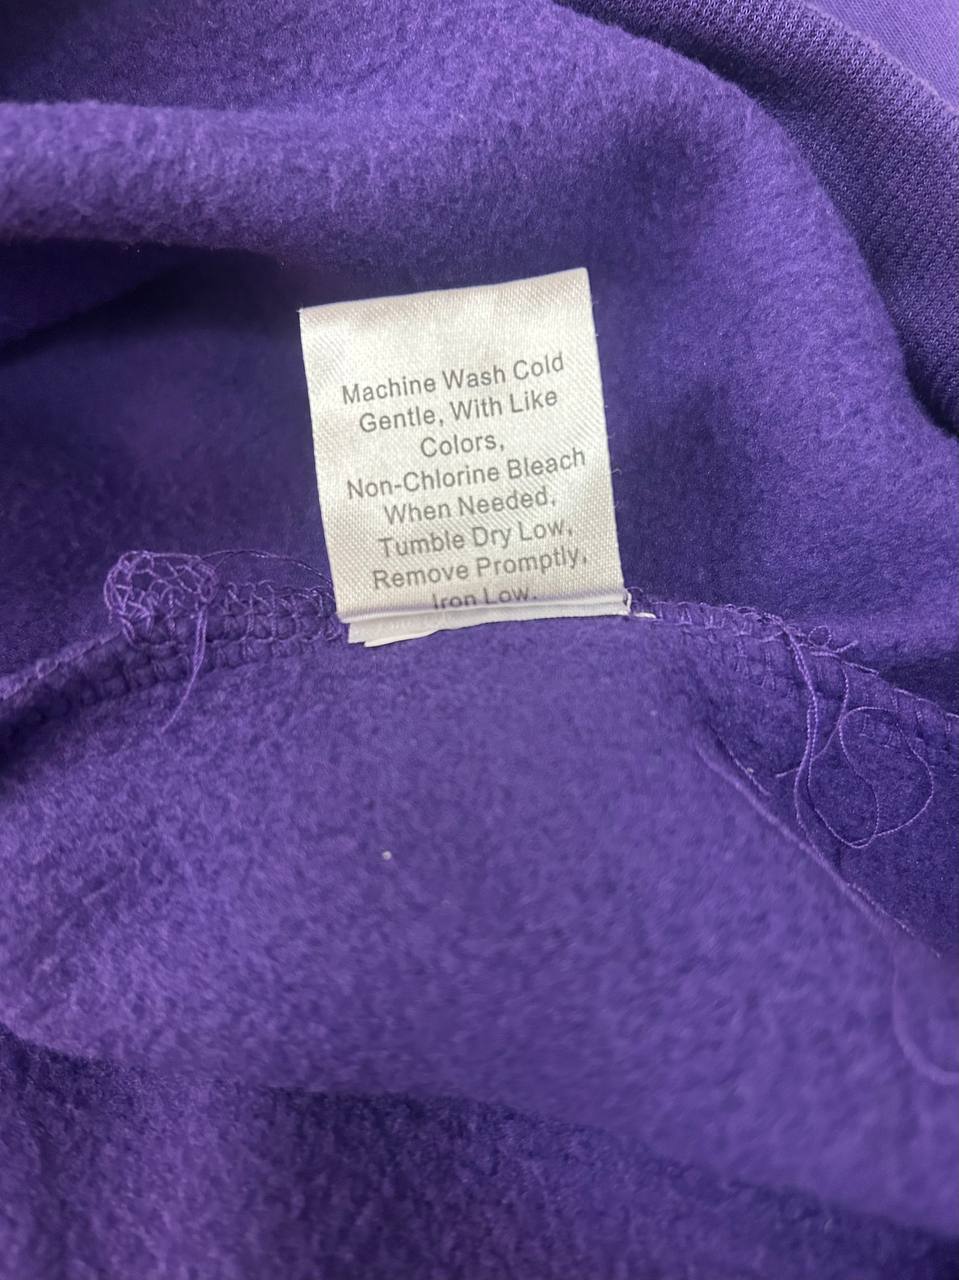 Machine Wash Cold
Gentle, With Like
Colors,
Non-Chlorine Bleach
When Needed,
Tumble Dry Low,
Remove Promptly,
Iron Low.